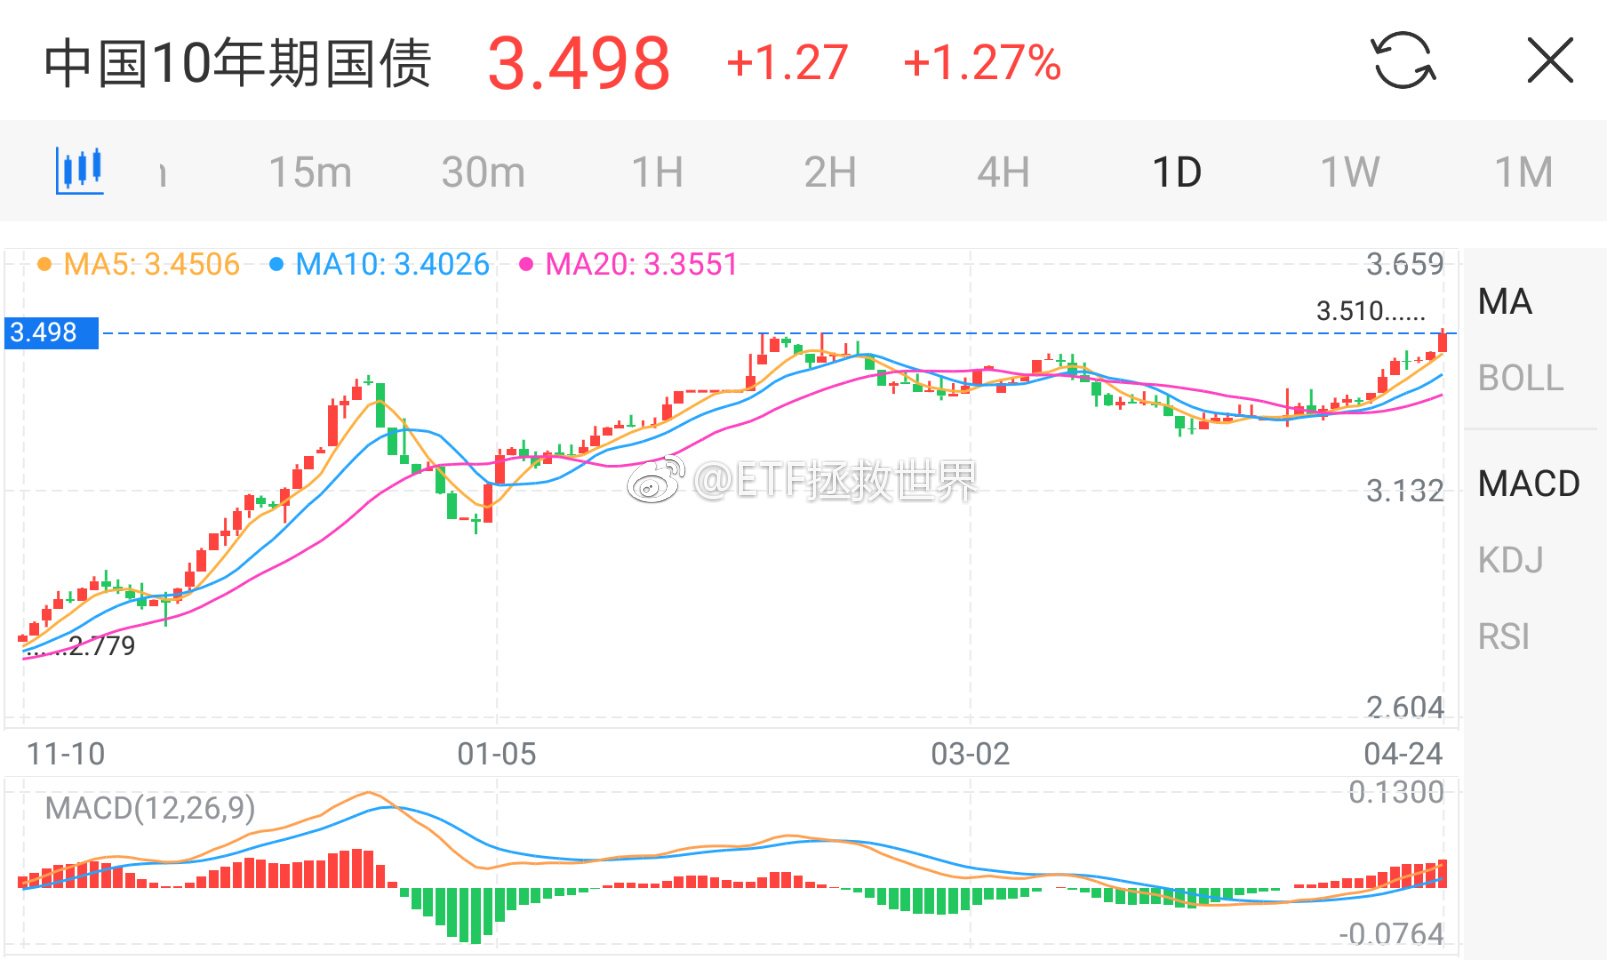 中国10年期国债 3.498 +1.27 +1.27%
15m 30m 1H 2H 4H 1D 1W 1M
MA5: 3.4506 MA10: 3.4026 MA20: 3.3551 3.659
3.510...... MA
3.498
BOLL
@ETF拯救世界 3.132 MACD
KDJ
......2.779 RSI
2.604
11-10 01-05 03-02 04-24
MACD(12,26,9) 0.1300
-0.0764